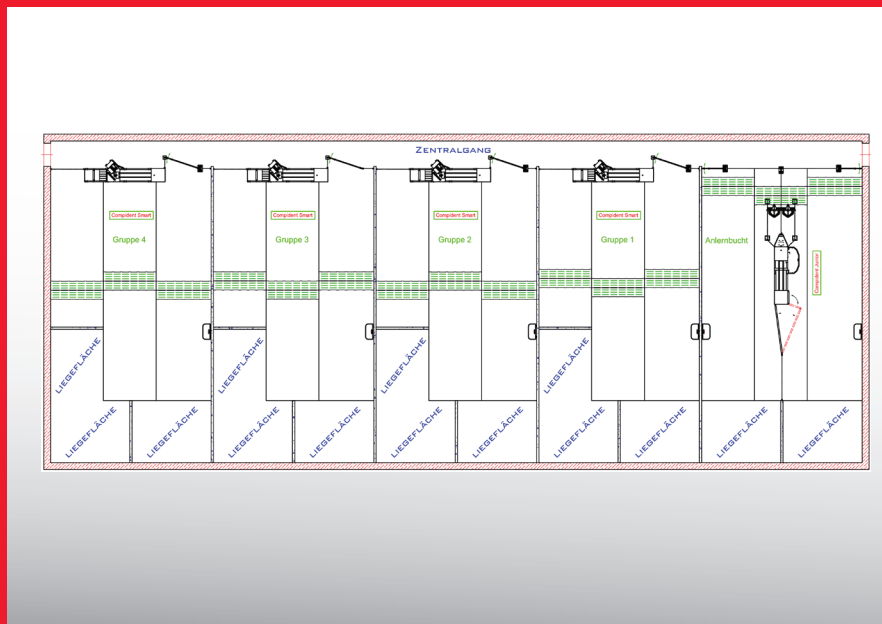 ZENTRALGANG
Compident Smart
Compident Smart
Compident Smart
Compident Smart
Gruppe 4
Gruppe 3
Gruppe 2
Gruppe 1
Anlernbucht
Compident Junior
LIEGEFLÄCHE
LIEGEFLÄCHE
LIEGEFLÄCHE
LIEGEFLÄCHE
LIEGEFLÄCHE
LIEGEFLÄCHE
LIEGEFLÄCHE
LIEGEFLÄCHE
LIEGEFLÄCHE
LIEGEFLÄCHE
LIEGEFLÄCHE
LIEGEFLÄCHE
LIEGEFLÄCHE
LIEGEFLÄCHE